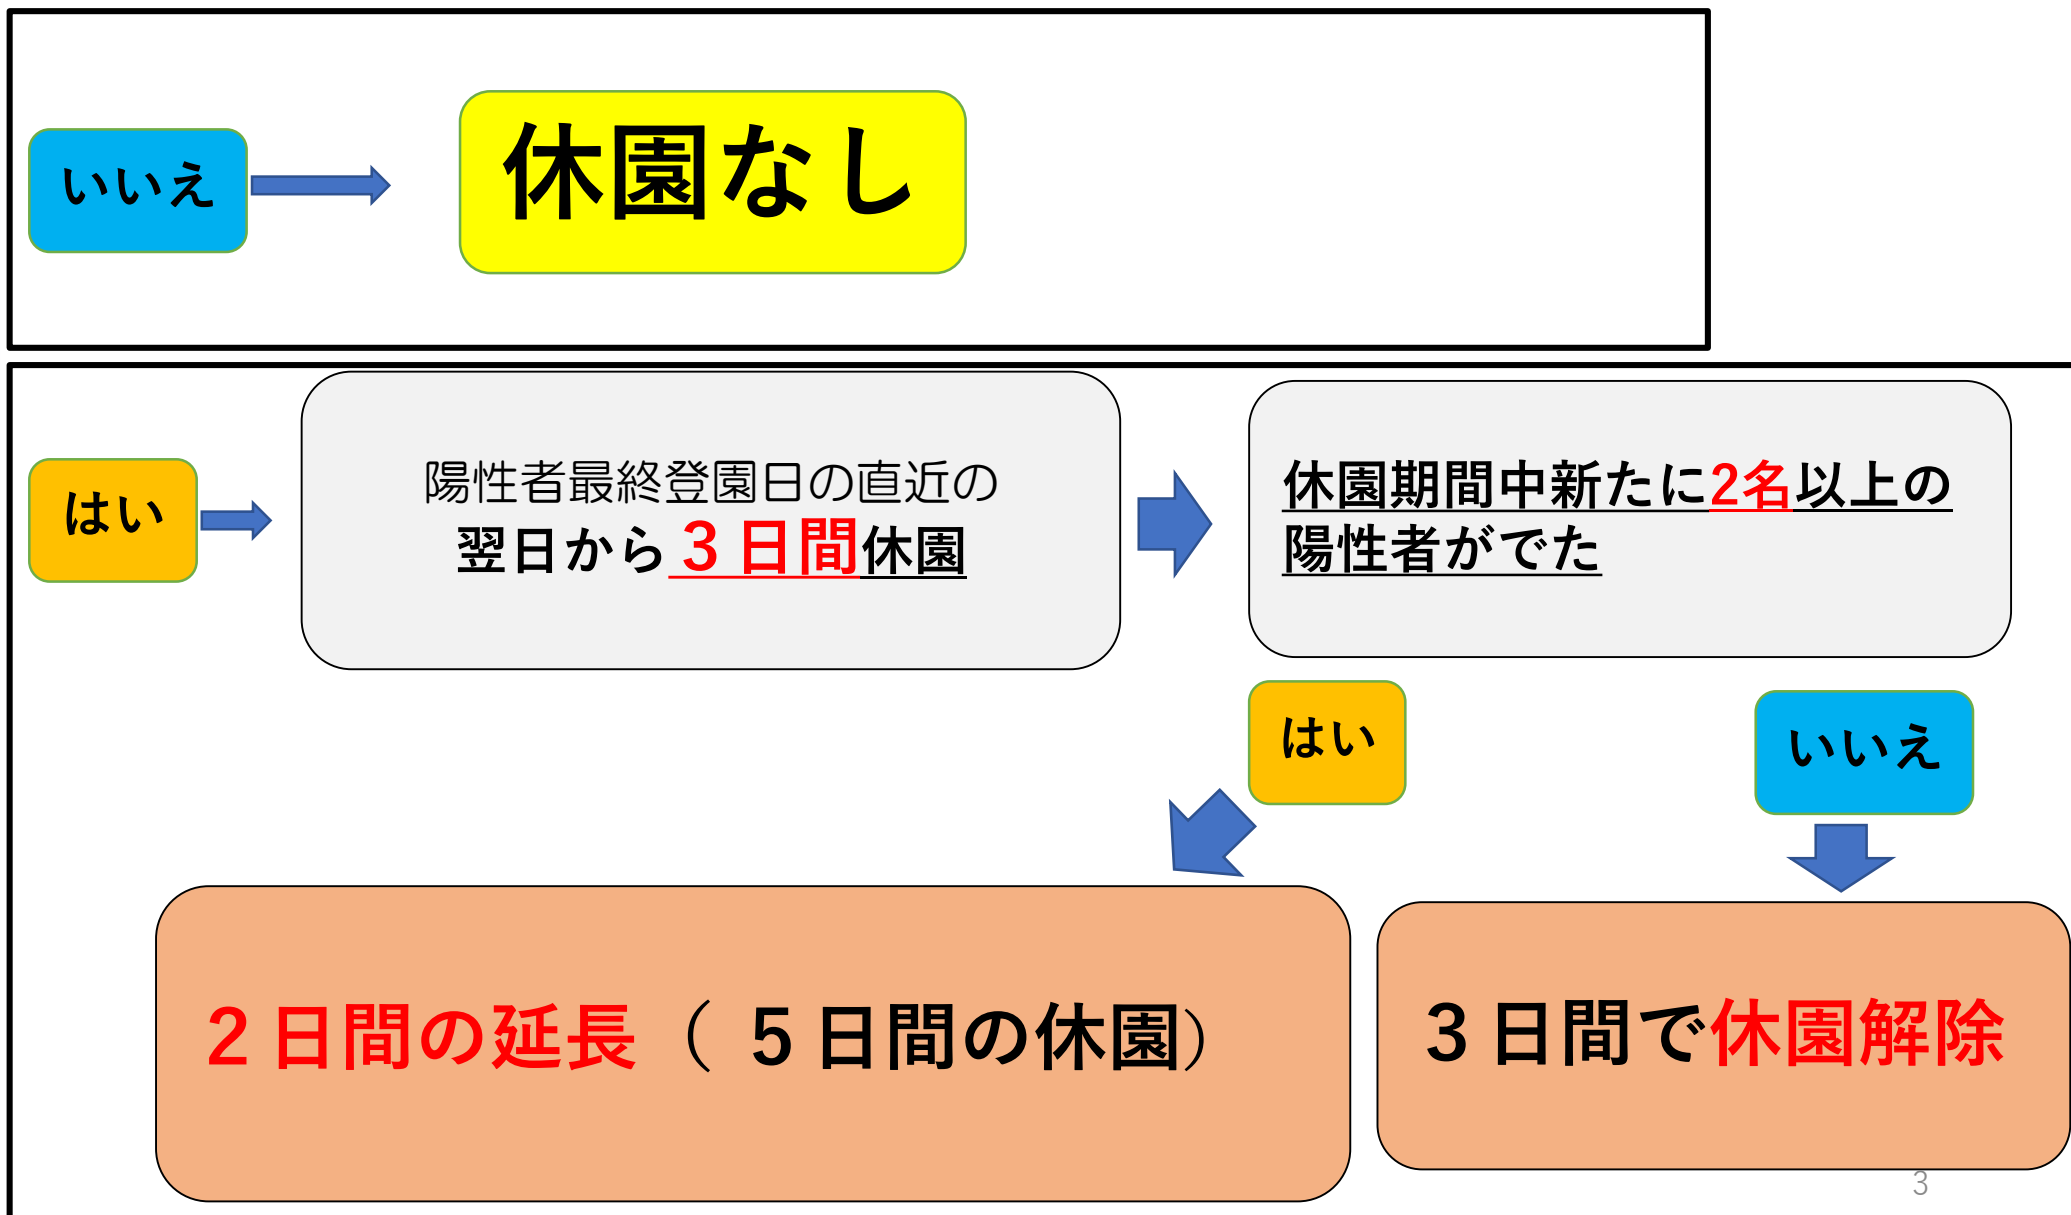 いいえ
休園なし
はい
陽性者最終登園日の直近の
翌日から３日間休園
休園期間中新たに2名以上の
陽性者がでた
はい
いいえ
２日間の延長（５日間の休園）
３日間で休園解除
3